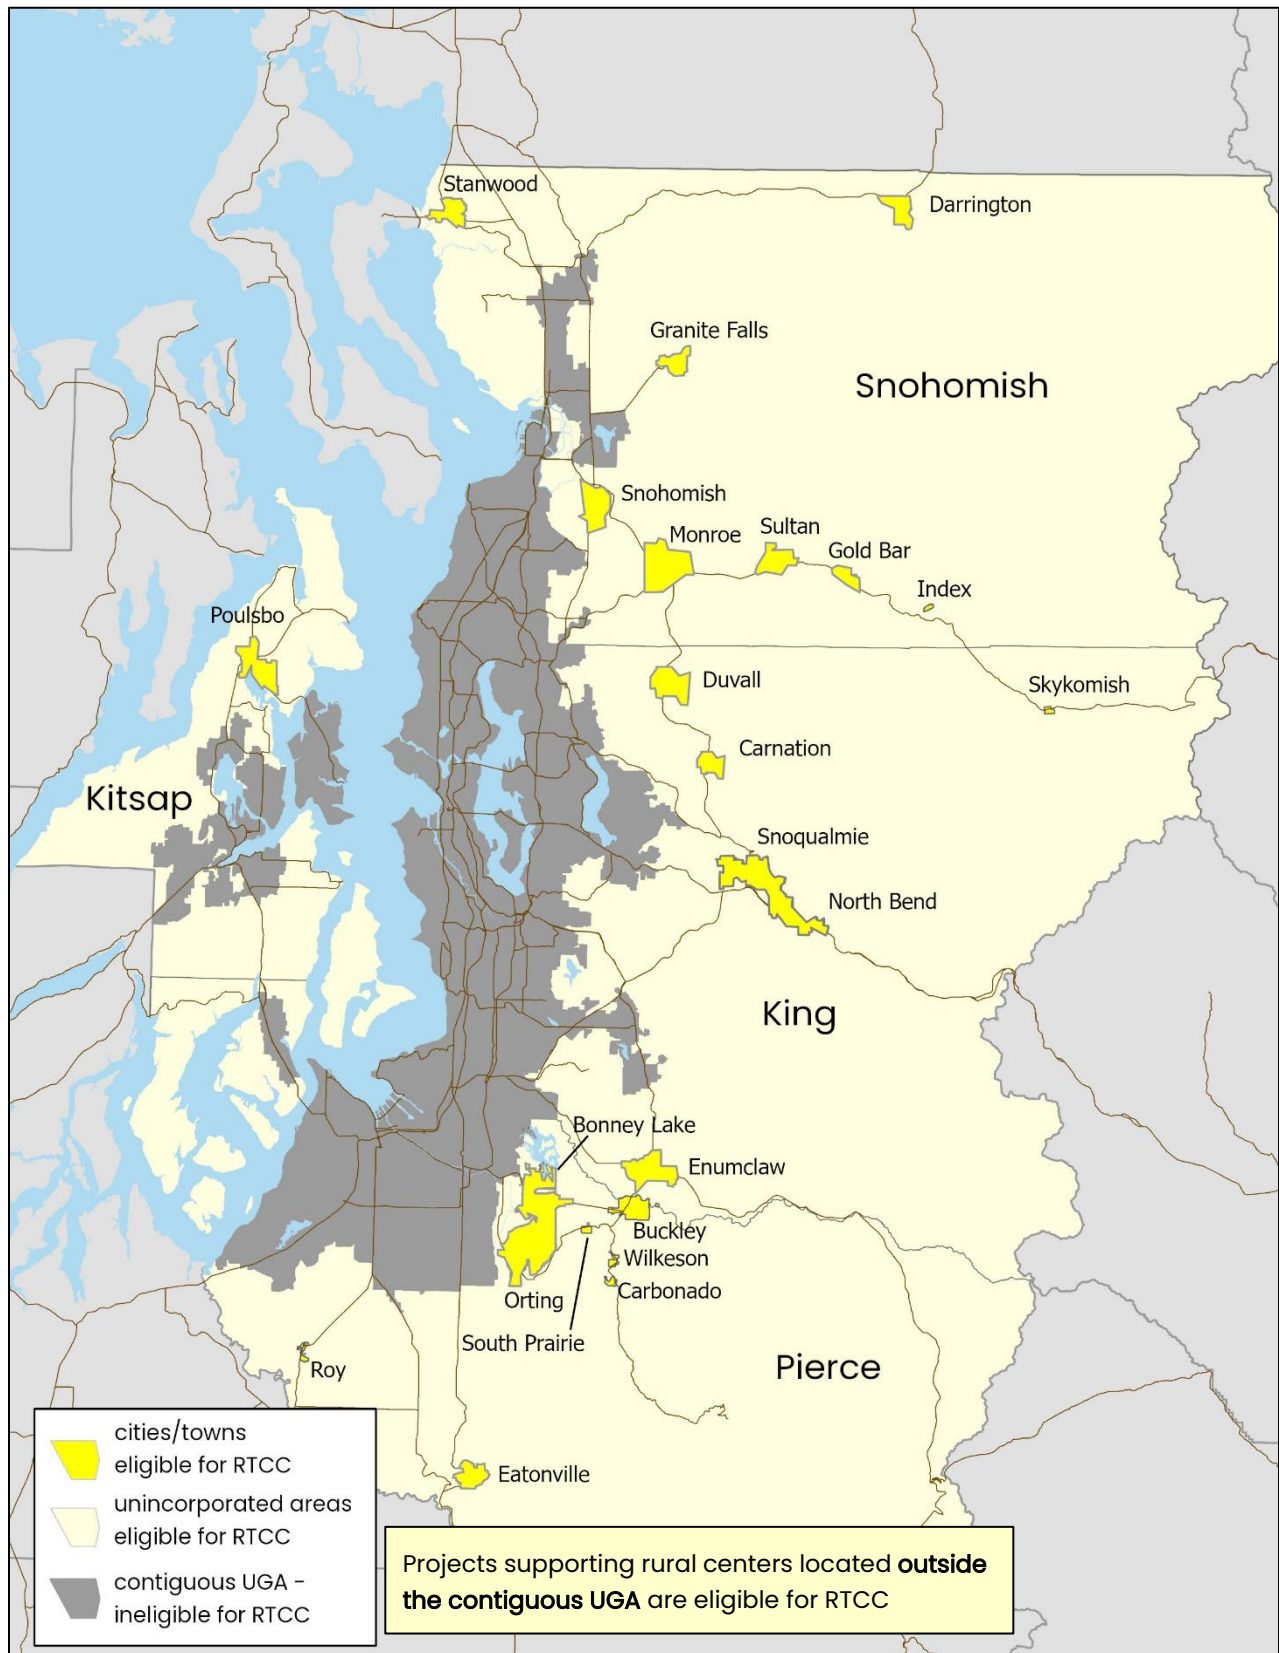 Stanwood
Darrington
Granite Falls
Snohomish
Snohomish
Monroe
Sultan
Gold Bar
Index
Poulsbo
Duvall
Skykomish
Carnation
Kitsap
Snoqualmie
North Bend
King
Bonney Lake
Enumclaw
Buckley
Wilkeson
Carbonado
Orting
South Prairie
Roy
Pierce
Eatonville
cities/towns
eligible for RTCC
unincorporated areas
eligible for RTCC
contiguous UGA -
ineligible for RTCC
Projects supporting rural centers located outside
the contiguous UGA are eligible for RTCC